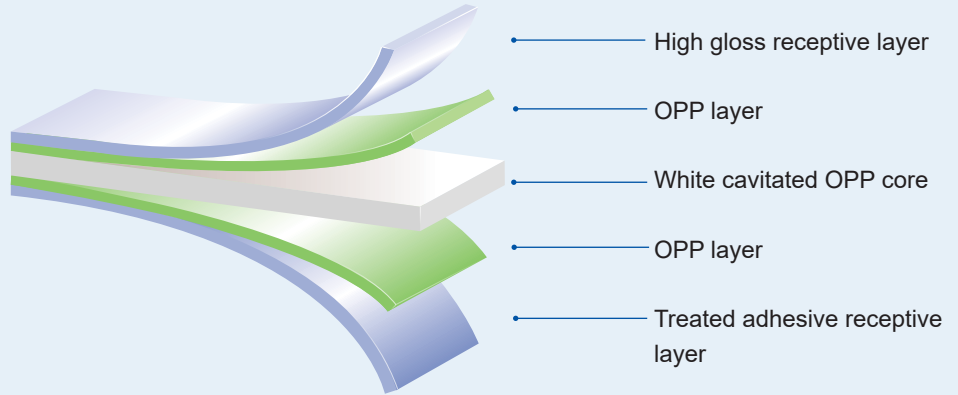 High gloss receptive layer
OPP layer
White cavitated OPP core
OPP layer
Treated adhesive receptive
layer